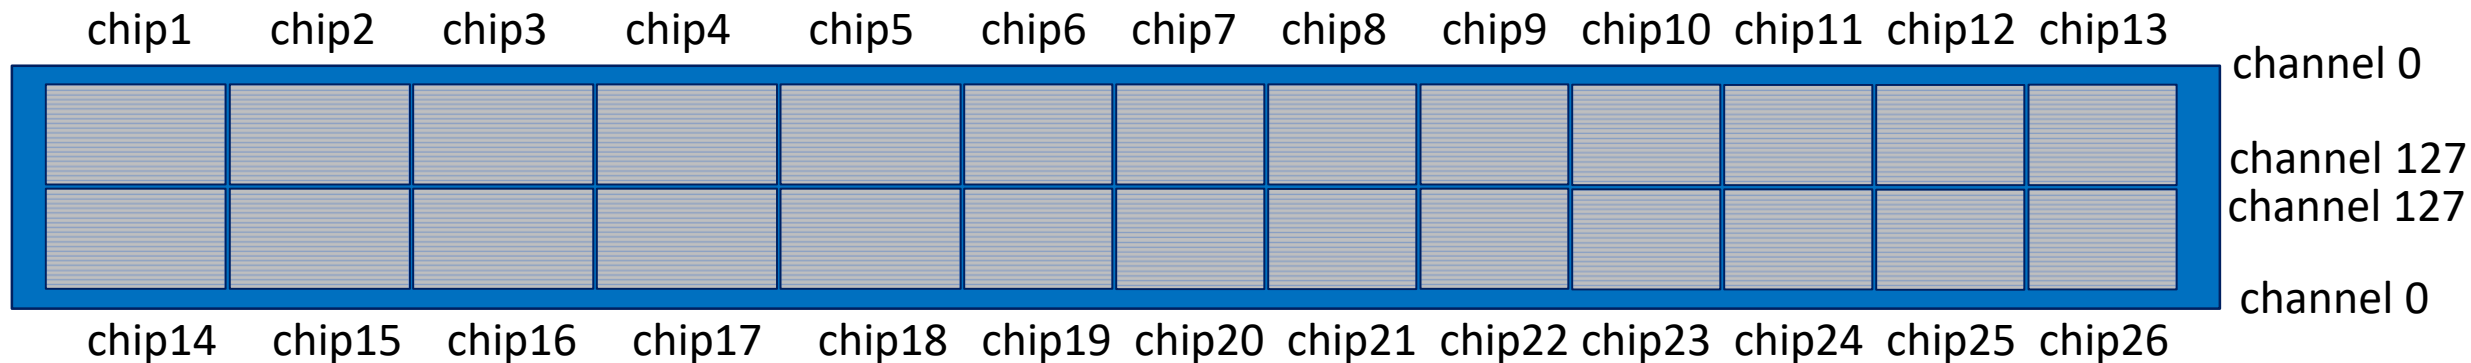 chip1 chip2 chip3 chip4 chip5 chip6 chip7 chip8 chip9 chip10 chip11 chip12 chip13
channel 0
channel 127
channel 127
channel 0
chip14 chip15 chip16 chip17 chip18 chip19 chip20 chip21 chip22 chip23 chip24 chip25 chip26